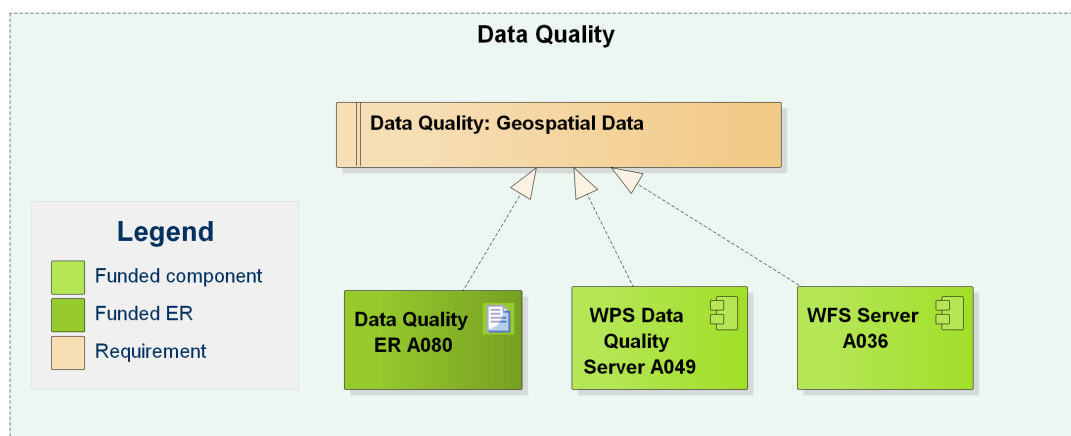 Data Quality
Data Quality: Geospatial Data
Legend
Funded component
Funded ER
Requirement
Data Quality
ER A080
WPS Data
Quality
Server A049
WFS Server
A036